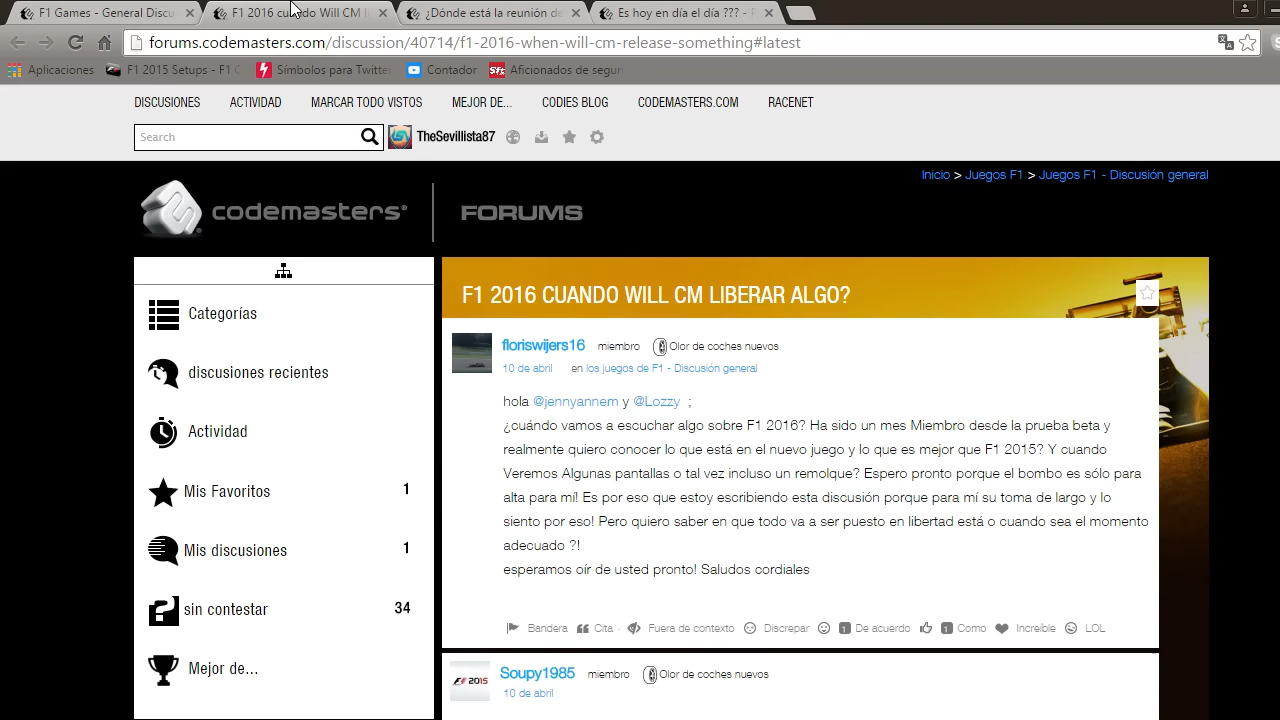 F1 Games - General Discu
F1 2016 cuando Will CM l
¿Dónde está la reunión de
Es hoy en día el día ??? - F
forums.codemasters.com/discussion/40714/f1-2016-when-will-cm-release-something#latest
Aplicaciones
F1 2015 Setups - F1 C
Símbolos para Twitter
Contador
Aficionados de segun
DISCUSIONES
ACTIVIDAD
MARCAR TODO VISTOS
MEJOR DE...
CODIES BLOG
CODEMASTERS.COM
RACENET
Search
TheSevillista87
Inicio > Juegos F1 > Juegos F1 - Discusión general
codemasters®
FORUMS
Categorías
discusiones recientes
Actividad
Mis Favoritos 1
Mis discusiones 1
sin contestar 34
Mejor de...
F1 2016 CUANDO WILL CM LIBERAR ALGO?
floriswijers16 miembro Olor de coches nuevos
10 de abril en los juegos de F1 - Discusión general
hola @jennyannem y @Lozzy ;
¿cuándo vamos a escuchar algo sobre F1 2016? Ha sido un mes Miembro desde la prueba beta y
realmente quiero conocer lo que está en el nuevo juego y lo que es mejor que F1 2015? Y cuando
Veremos Algunas pantallas o tal vez incluso un remolque? Espero pronto porque el bombo es sólo para
alta para mí! Es por eso que estoy escribiendo esta discusión porque para mí su toma de largo y lo
siento por eso! Pero quiero saber en que todo va a ser puesto en libertad está o cuando sea el momento
adecuado ?!
esperamos oír de usted pronto! Saludos cordiales
Bandera Cita · Fuera de contexto Discrepar 1 De acuerdo 1 Como Increíble LOL
Soupy1985 miembro Olor de coches nuevos
F1 2015
10 de abril